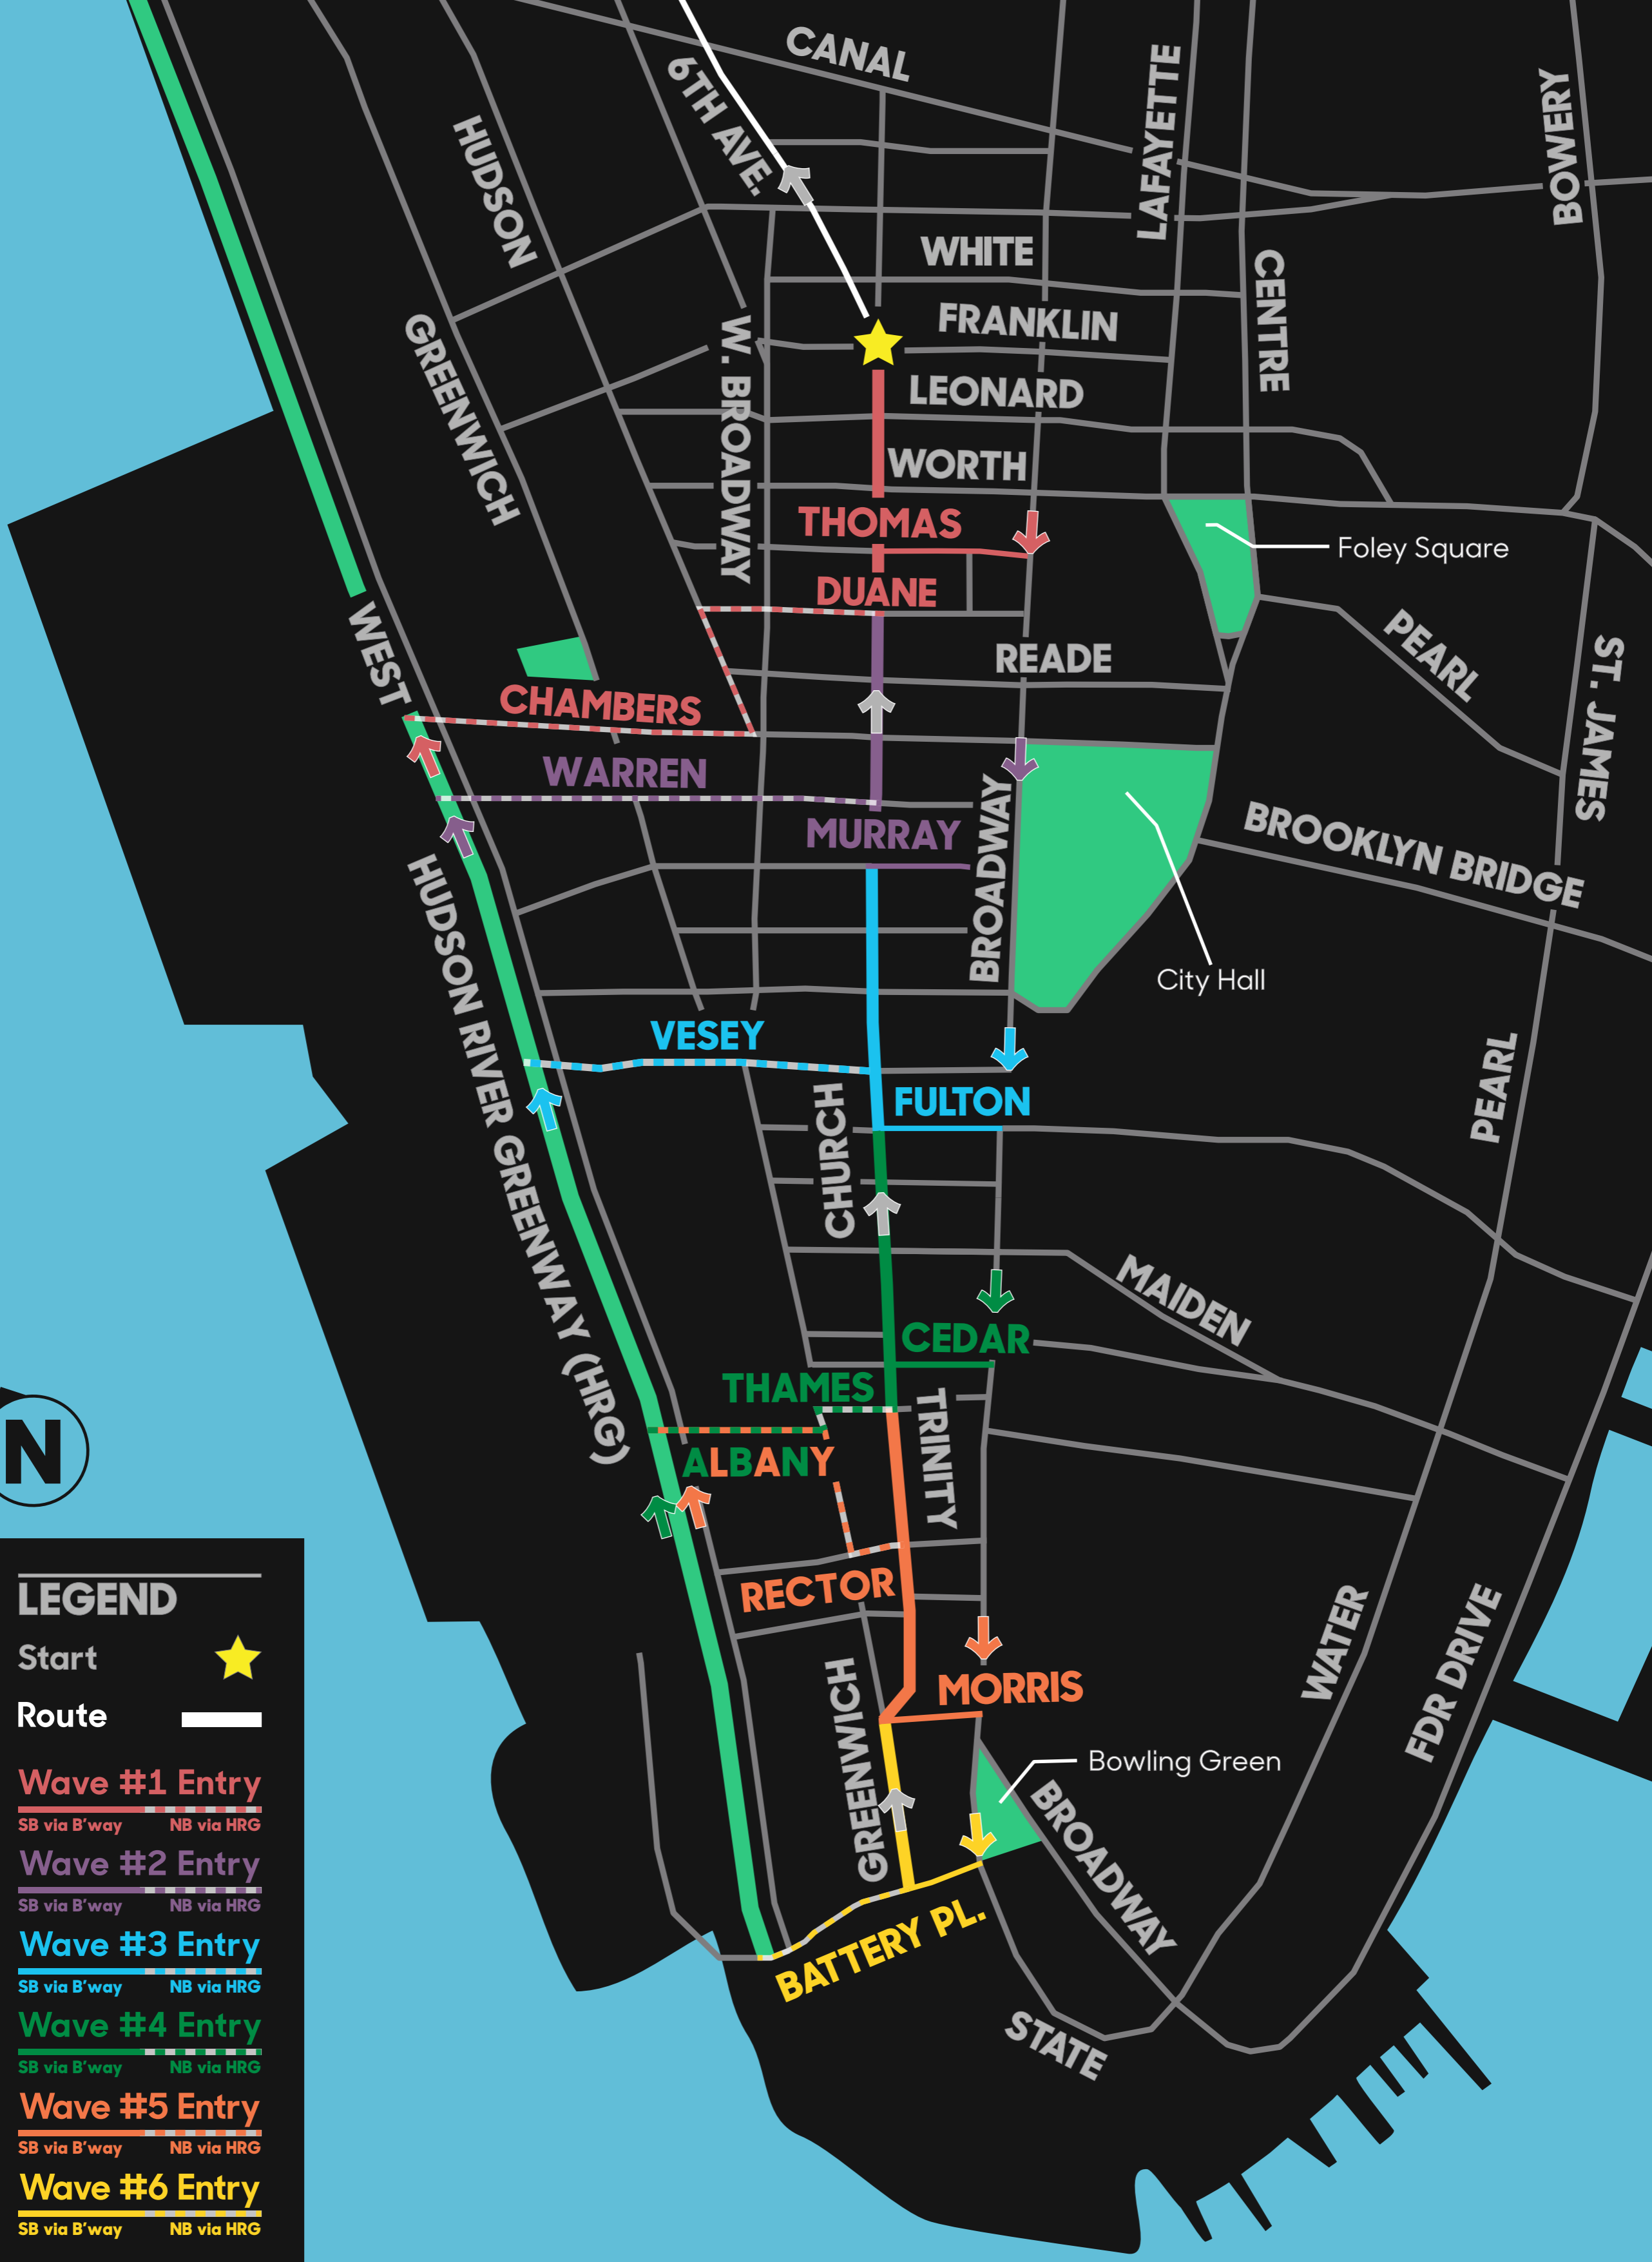 CANAL
6TH AVE.
LAFAYETTE
BOWERY
HUDSON
WHITE
CENTRE
FRANKLIN
GREENWICH
W. BROADWAY
LEONARD
WORTH
THOMAS
Foley Square
DUANE
WEST
READE
PEARL
ST. JAMES
CHAMBERS
WARREN
MURRAY
BROADWAY
BROOKLYN BRIDGE
City Hall
HUDSON RIVER GREENWAY (HRG)
VESEY
FULTON
PEARL
CHURCH
MAIDEN
CEDAR
THAMES
TRINITY
ALBANY
N
RECTOR
MORRIS
WATER
FDR DRIVE
GREENWICH
Bowling Green
BROADWAY
BATTERY PL.
STATE
LEGEND
Start
Route
Wave #1 Entry
SB via B'way NB via HRG
Wave #2 Entry
SB via B'way NB via HRG
Wave #3 Entry
SB via B'way NB via HRG
Wave #4 Entry
SB via B'way NB via HRG
Wave #5 Entry
SB via B'way NB via HRG
Wave #6 Entry
SB via B'way NB via HRG